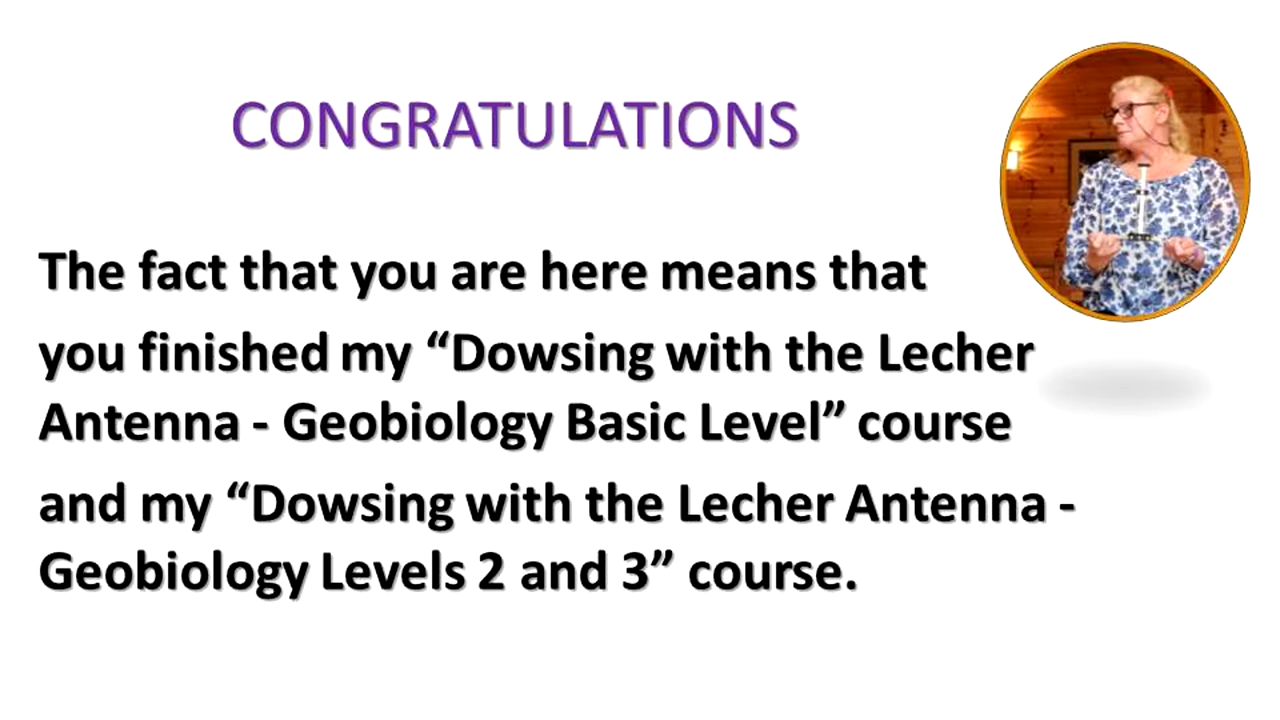 CONGRATULATIONS
The fact that you are here means that
you finished my “Dowsing with the Lecher
Antenna - Geobiology Basic Level” course
and my “Dowsing with the Lecher Antenna -
Geobiology Levels 2 and 3” course.